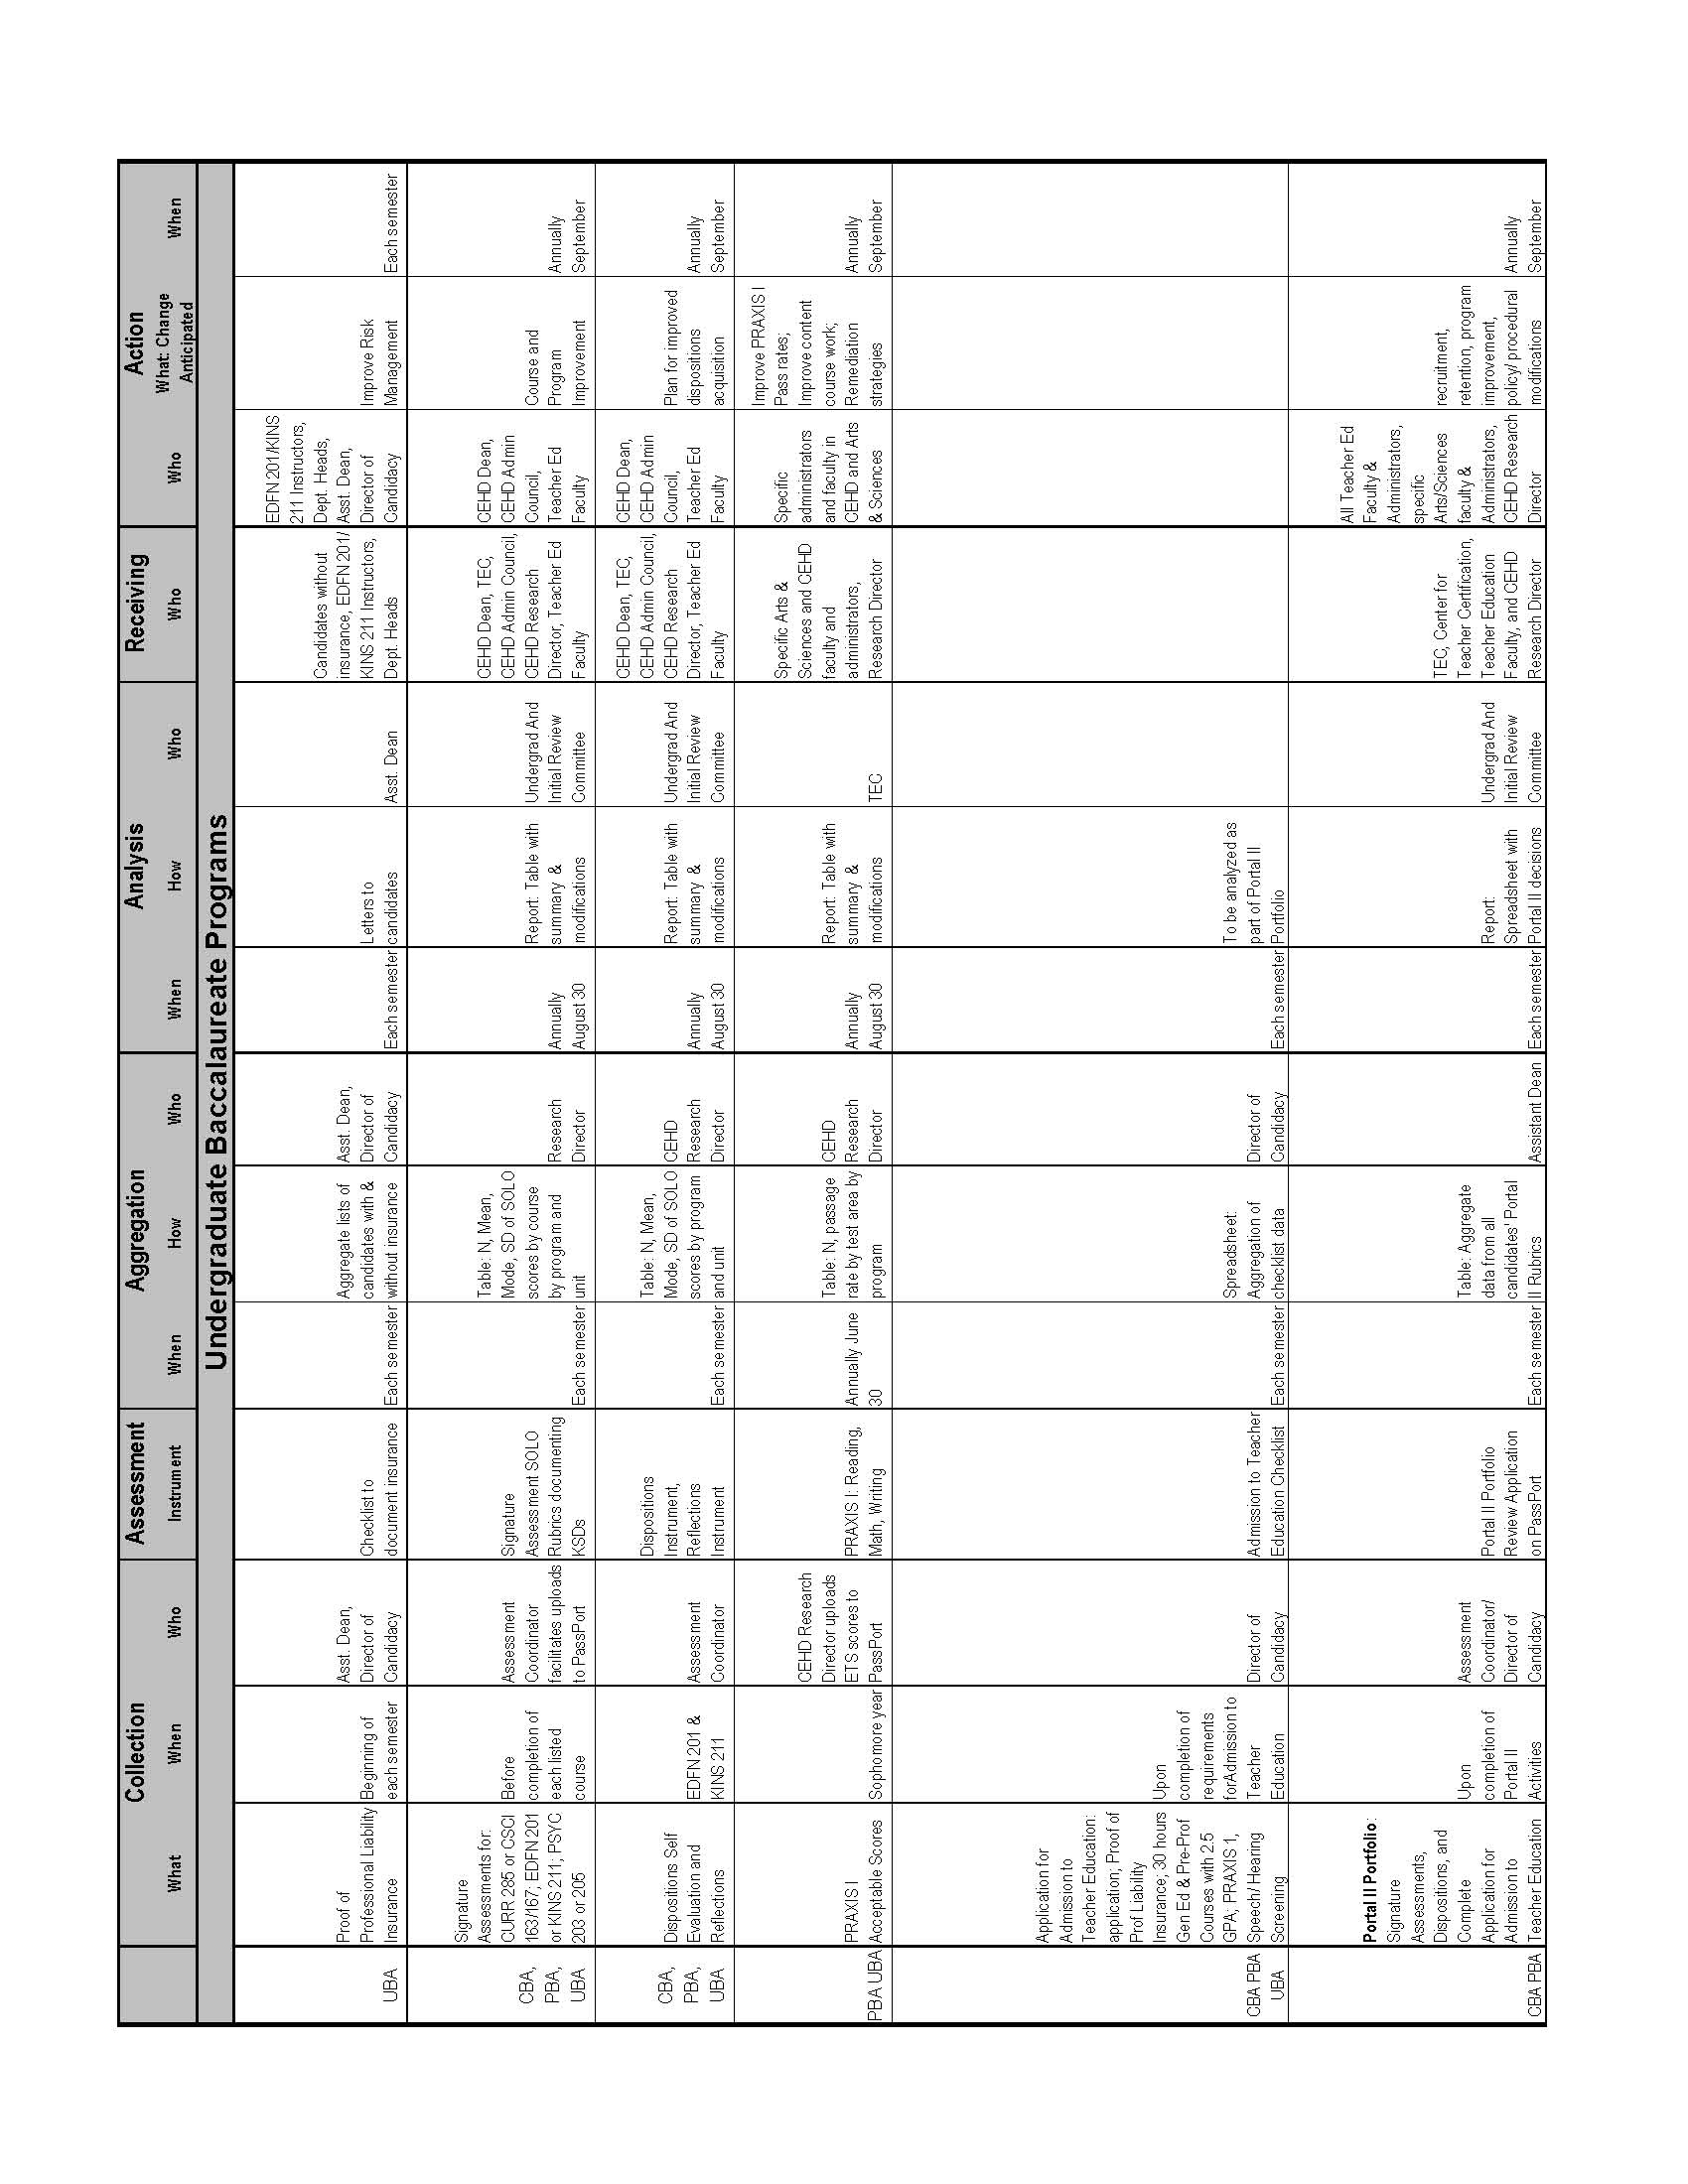 Collection
Assessment
Aggregation
Analysis
Receiving
Action
What
When
Who
Instrument
When
How
Who
When
How
Who
Who
Who
What: Change
Anticipated
When
Undergraduate Baccalaureate Programs
UBA
Proof of
Professional Liability
Insurance
Beginning of
each semester
Asst. Dean,
Director of
Candidacy
Checklist to
document insurance
Each semester
Aggregate lists of
candidates with &
without insurance
Asst. Dean,
Director of
Candidacy
Each semester
Letters to
candidates
Asst. Dean
Candidates without
insurance, EDFN 201/
KINS 211 Instructors,
Dept. Heads
EDFN 201/KINS
211 Instructors,
Dept. Heads,
Asst. Dean,
Director of
Candidacy
Improve Risk
Management
Each semester
CBA,
PBA,
UBA
Signature
Assessments for:
CURR 285 or CSCI
163/167; EDFN 201
or KINS 211; PSYC
203 or 205
Before
completion of
each listed
course
Assessment
Coordinator
facilitates uploads
to PassPort
Signature
Assessment SOLO
Rubrics documenting
KSDs
Each semester
Table: N, Mean,
Mode, SD of SOLO
scores by course
by program and
unit
Research
Director
Annually
August 30
Report: Table with
summary &
modifications
Undergrad And
Initial Review
Committee
CEHD Dean, TEC,
CEHD Admin Council,
CEHD Research
Director, Teacher Ed
Faculty
CEHD Dean,
CEHD Admin
Council,
Teacher Ed
Faculty
Course and
Program
Improvement
Annually
September
CBA,
PBA,
UBA
Dispositions Self
Evaluation and
Reflections
EDFN 201 &
KINS 211
Assessment
Coordinator
Dispositions
Instrument,
Reflections
Instrument
Each semester
Table: N, Mean,
Mode, SD of SOLO
scores by program
and unit
CEHD
Research
Director
Annually
August 30
Report: Table with
summary &
modifications
Undergrad And
Initial Review
Committee
CEHD Dean, TEC,
CEHD Admin Council,
CEHD Research
Director, Teacher Ed
Faculty
CEHD Dean,
CEHD Admin
Council,
Teacher Ed
Faculty
Plan for improved
dispositions
acquisition
Annually
September
PBA UBA
PRAXIS I
Acceptable Scores
Sophomore year
CEHD Research
Director uploads
ETS scores to
PassPort
PRAXIS I: Reading,
Math, Writing
Annually June
30
Table: N, passage
rate by test area by
program
CEHD
Research
Director
Annually
August 30
Report: Table with
summary &
modifications
TEC
Specific Arts &
Sciences and CEHD
faculty and
administrators,
Research Director
Specific
administrators
and faculty in
CEHD and Arts
& Sciences
Improve PRAXIS I
Pass rates;
Improve content
course work;
Remediation
strategies
Annually
September
CBA PBA
UBA
Application for
Admission to
Teacher Education:
application; Proof of
Prof Liability
Insurance; 30 hours
Gen Ed & Pre-Prof
Courses with 2.5
GPA; PRAXIS 1,
Speech/ Hearing
Screening
Upon
completion of
requirements
forAdmission to
Teacher
Education
Director of
Candidacy
Admission to Teacher
Education Checklist
Each semester
Spreadsheet:
Aggregation of
checklist data
Director of
Candidacy
Each semester
To be analyzed as
part of Portal II
Portfolio
CBA PBA
Portal II Portfolio:
Signature
Assessments,
Dispositions, and
Complete
Application for
Admission to
Teacher Education
Upon
completion of
Portal II
Activities
Assessment
Coordinator/
Director of
Candidacy
Portal II Portfolio
Review Application
on PassPort
Each semester
Table: Aggregate
data from all
candidates' Portal
II Rubrics
Assistant Dean
Each semester
Report:
Spreadsheet with
Portal II decisions
Undergrad And
Initial Review
Committee
TEC, Center for
Teacher Certification,
Teacher Education
Faculty, and CEHD
Research Director
All Teacher Ed
Faculty &
Administrators,
specific
Arts/Sciences
faculty &
Administrators,
CEHD Research
Director
recruitment,
retention, program
improvement,
policy/ procedural
modifications
Annually
September